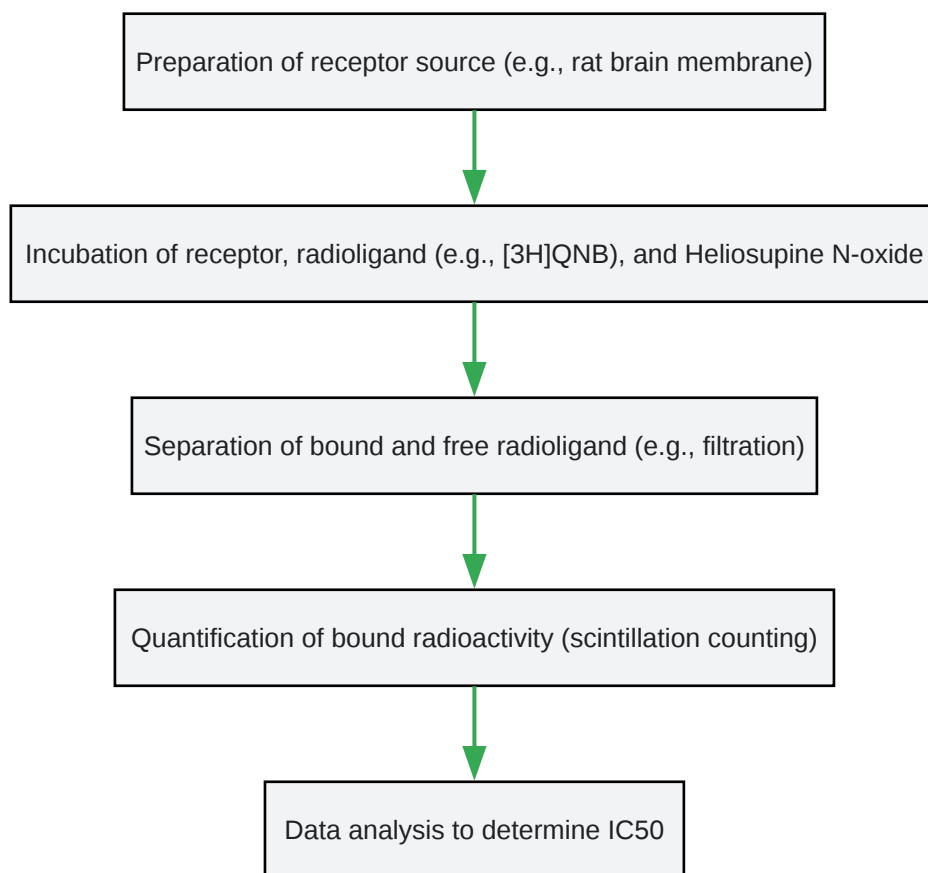 Preparation of receptor source (e.g., rat brain membrane)
Incubation of receptor, radioligand (e.g., [3H]QNB), and Heliosupine N-oxide
Separation of bound and free radioligand (e.g., filtration)
Quantification of bound radioactivity (scintillation counting)
Data analysis to determine IC50